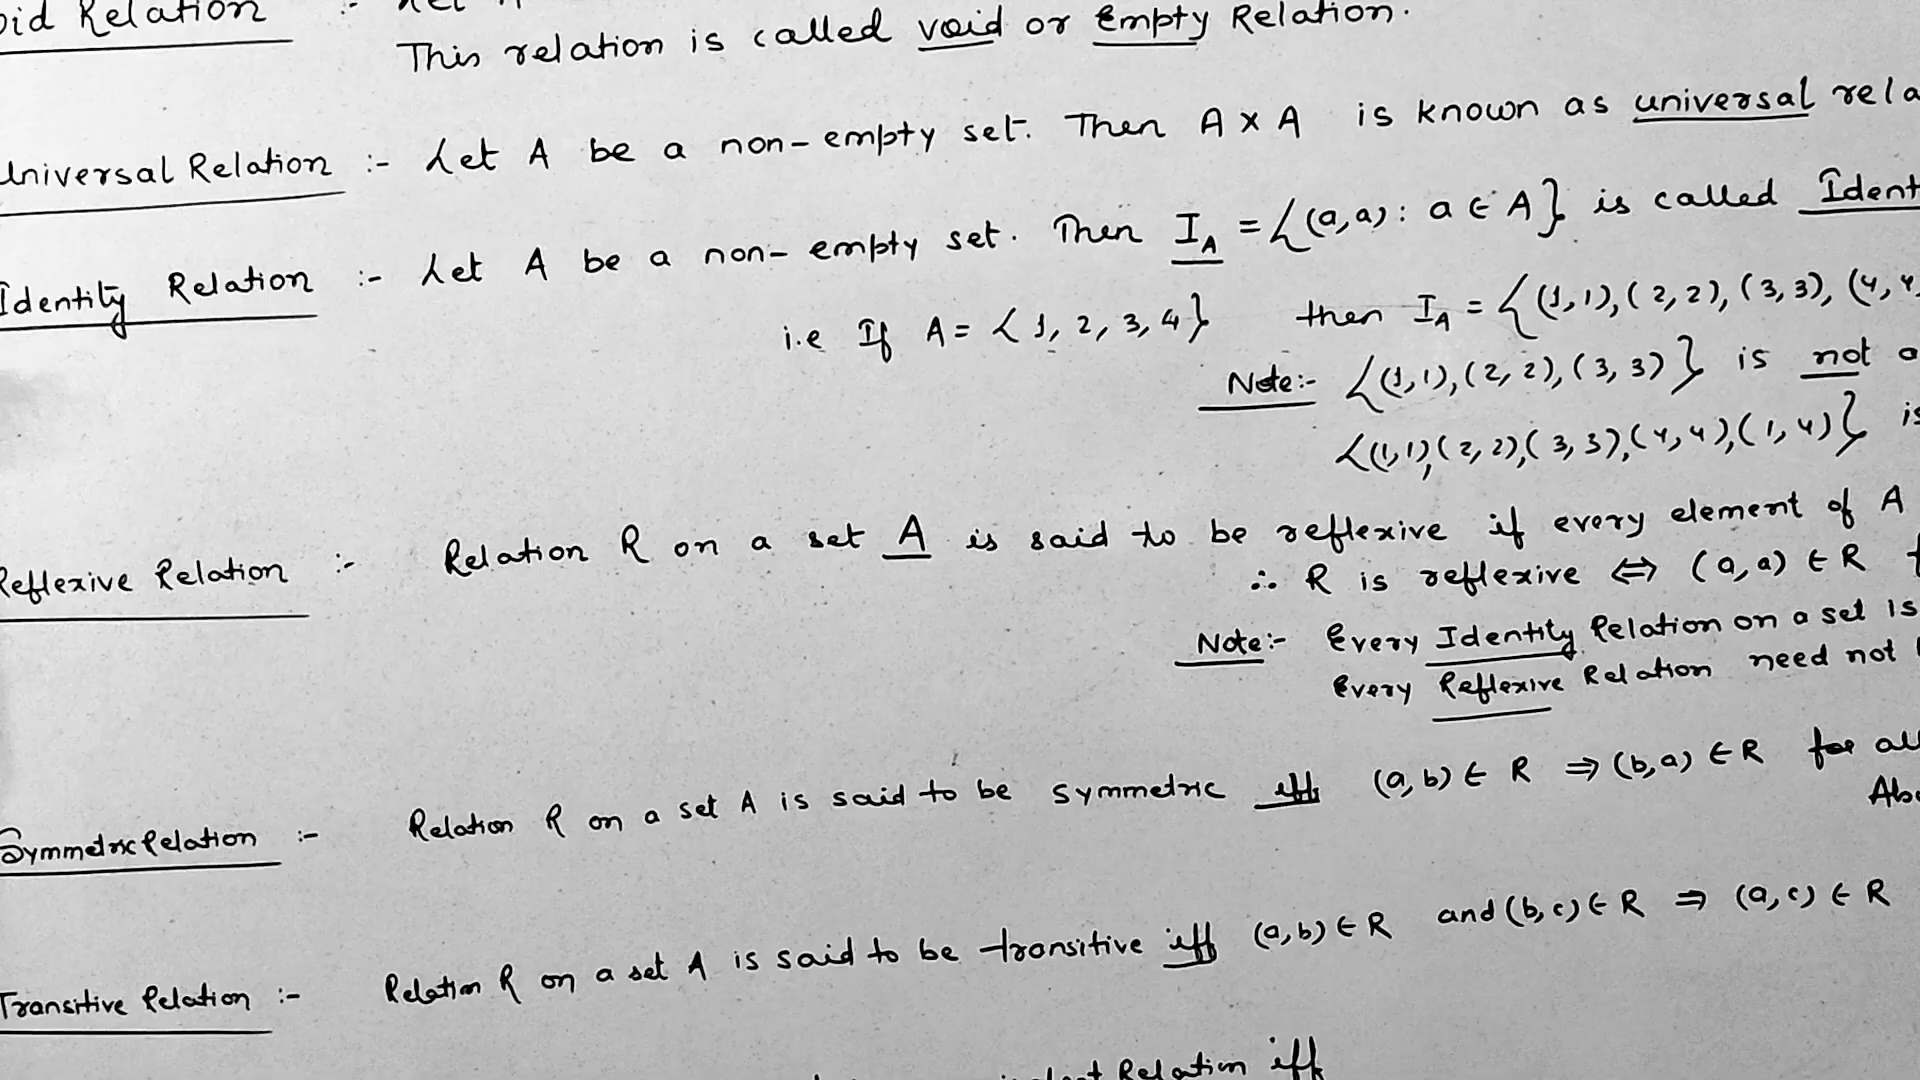 Relation :-
This relation is called void or Empty Relation.
Universal Relation :- Let A be a non-empty set. Then A x A is known as universal rela
Identity Relation :- Let A be a non-empty set. Then I_A = {(a,a): a ∈ A} is called Ident
i.e If A = {1, 2, 3, 4} then I_A = {(1,1),(2,2),(3,3),(4,4
Note:- {(1,1),(2,2),(3,3)} is not a
{(1,1),(2,2),(3,3),(4,4),(1,4)} is
Reflexive Relation :- Relation R on a set A is said to be reflexive if every element of A
∴ R is reflexive ⇔ (a,a) ∈ R
Note:- Every Identity Relation on a set is
Every Reflexive Relation need not
Symmetric Relation :- Relation R on a set A is said to be symmetric iff (a,b) ∈ R ⇒ (b,a) ∈ R for all
Transitive Relation :- Relation R on a set A is said to be transitive iff (a,b) ∈ R and (b,c) ∈ R ⇒ (a,c) ∈ R
Relation iff